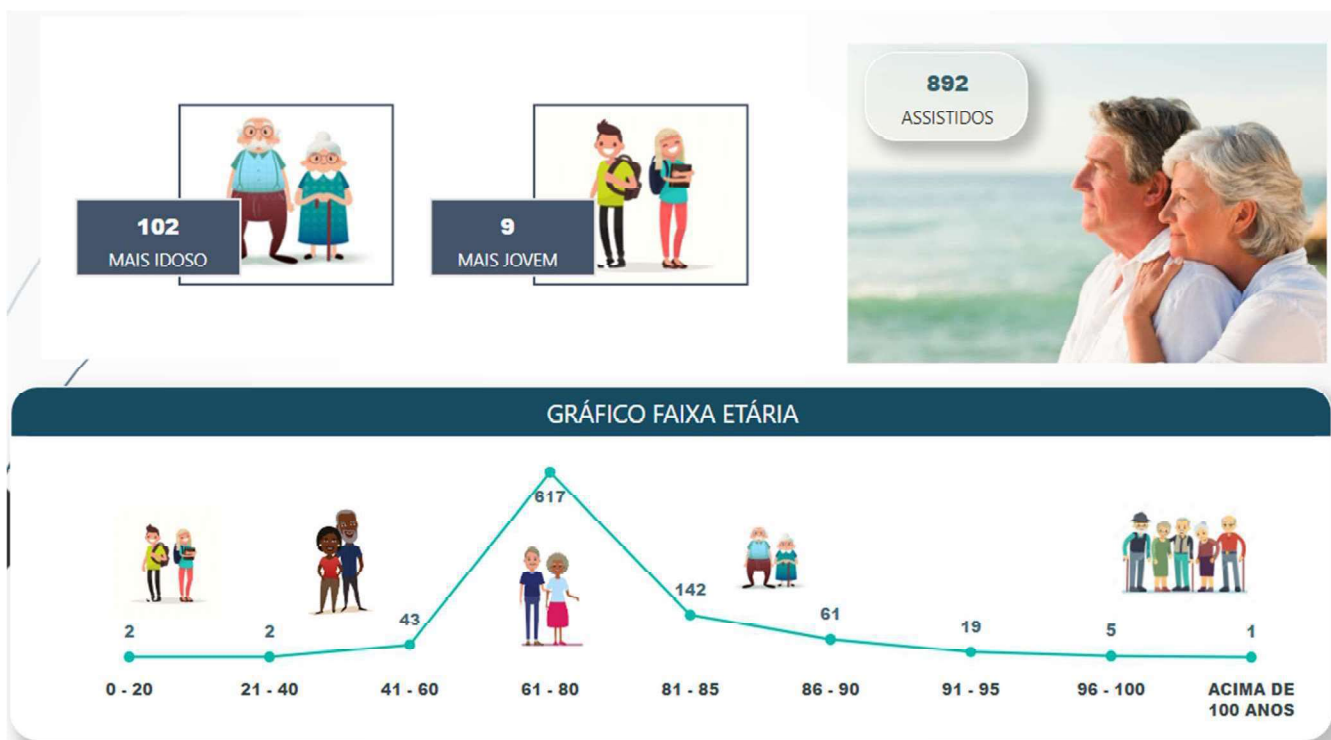 892
ASSISTIDOS
102
MAIS IDOSO
9
MAIS JOVEM
GRÁFICO FAIXA ETÁRIA
617
142
2
2
43
61
19
5
1
0 - 20
21 - 40
41 - 60
61 - 80
81 - 85
86 - 90
91 - 95
96 - 100
ACIMA DE
100 ANOS